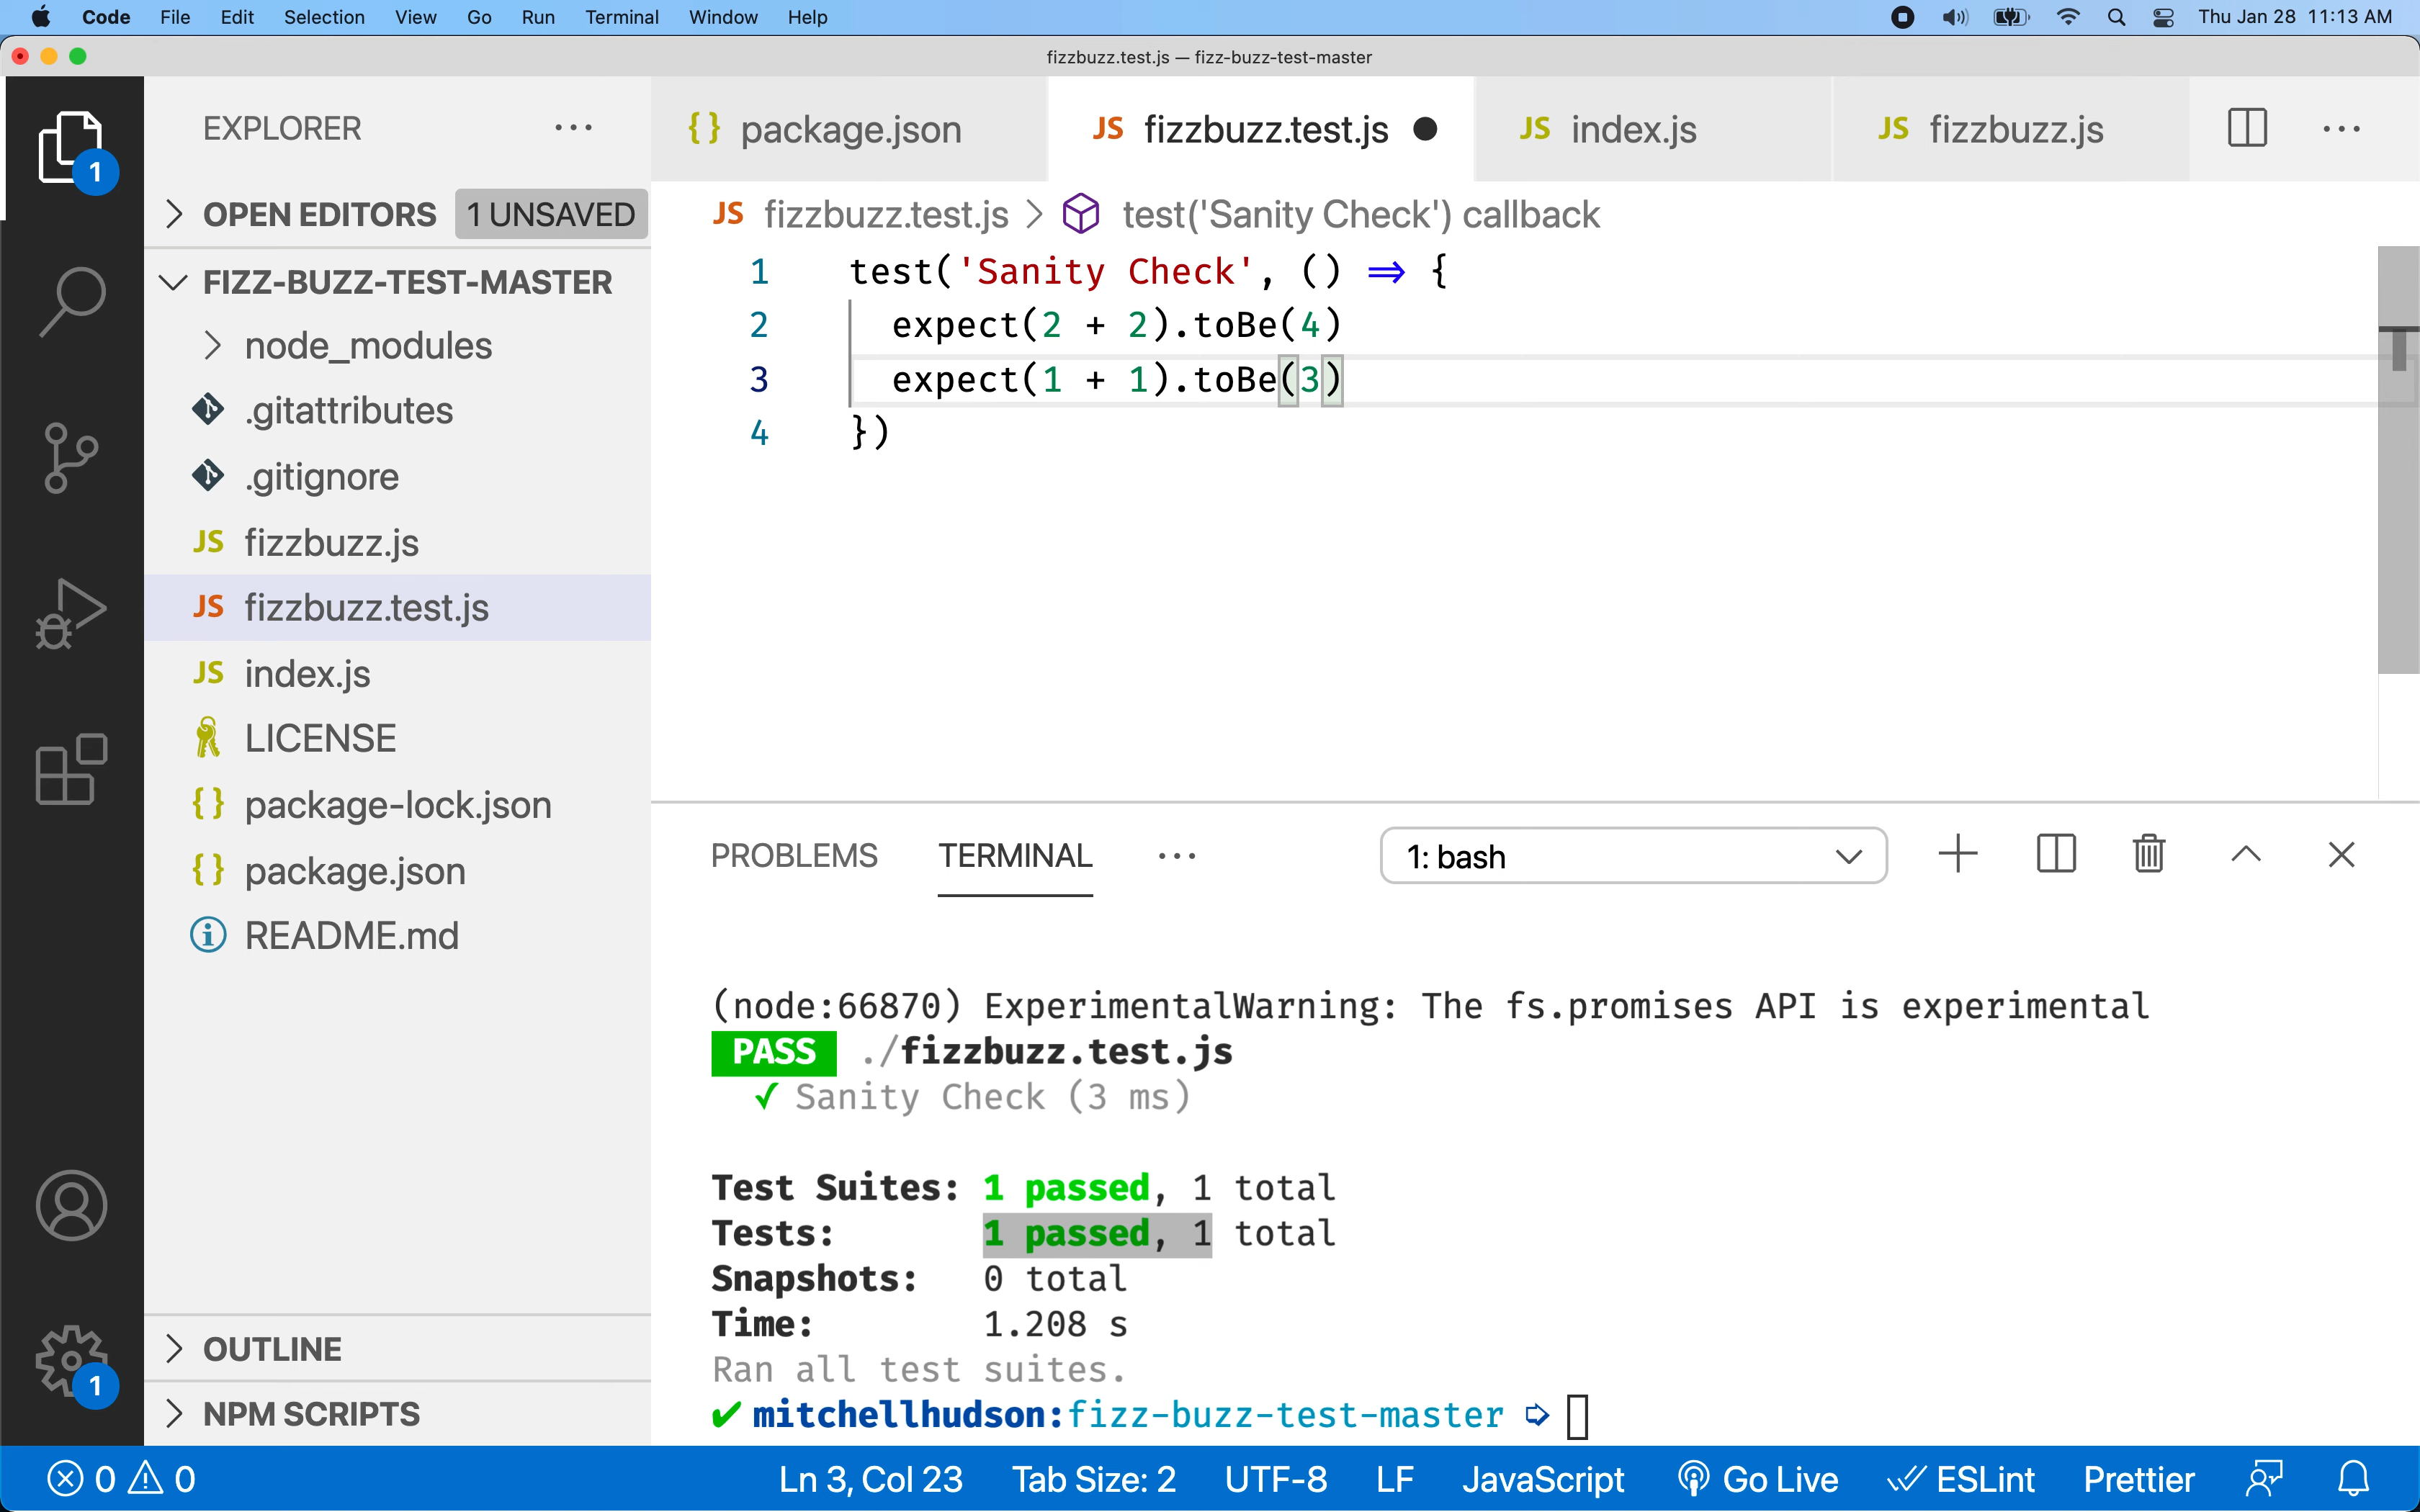 Code File Edit Selection View Go Run Terminal Window Help Thu Jan 28 11:13 AM
fizzbuzz.test.js — fizz-buzz-test-master
EXPLORER
{} package.json JS fizzbuzz.test.js JS index.js JS fizzbuzz.js
1
OPEN EDITORS 1 UNSAVED
JS fizzbuzz.test.js > test('Sanity Check') callback
FIZZ-BUZZ-TEST-MASTER
node_modules
.gitattributes
.gitignore
JS fizzbuzz.js
JS fizzbuzz.test.js
JS index.js
LICENSE
{} package-lock.json
{} package.json
README.md
OUTLINE
1
NPM SCRIPTS
1 test('Sanity Check', () => {
2 expect(2 + 2).toBe(4)
3 expect(1 + 1).toBe(3)
4 })
PROBLEMS TERMINAL ··· 1: bash
(node:66870) ExperimentalWarning: The fs.promises API is experimental
PASS ./fizzbuzz.test.js
✓ Sanity Check (3 ms)
Test Suites: 1 passed, 1 total
Tests: 1 passed, 1 total
Snapshots: 0 total
Time: 1.208 s
Ran all test suites.
✔ mitchellhudson:fizz-buzz-test-master ➩
0 0 Ln 3, Col 23 Tab Size: 2 UTF-8 LF JavaScript Go Live ESLint Prettier